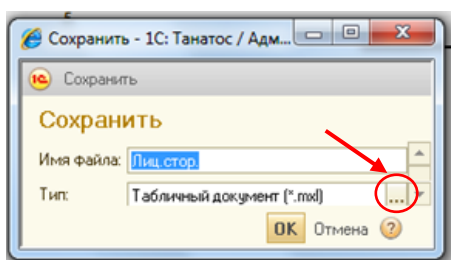 Сохранить - 1С: Танатос / Адм...
1С Сохранить
Сохранить
Имя файла: Лиц.стор.
Тип: Табличный документ (*.mxl) ...
OK Отмена ?